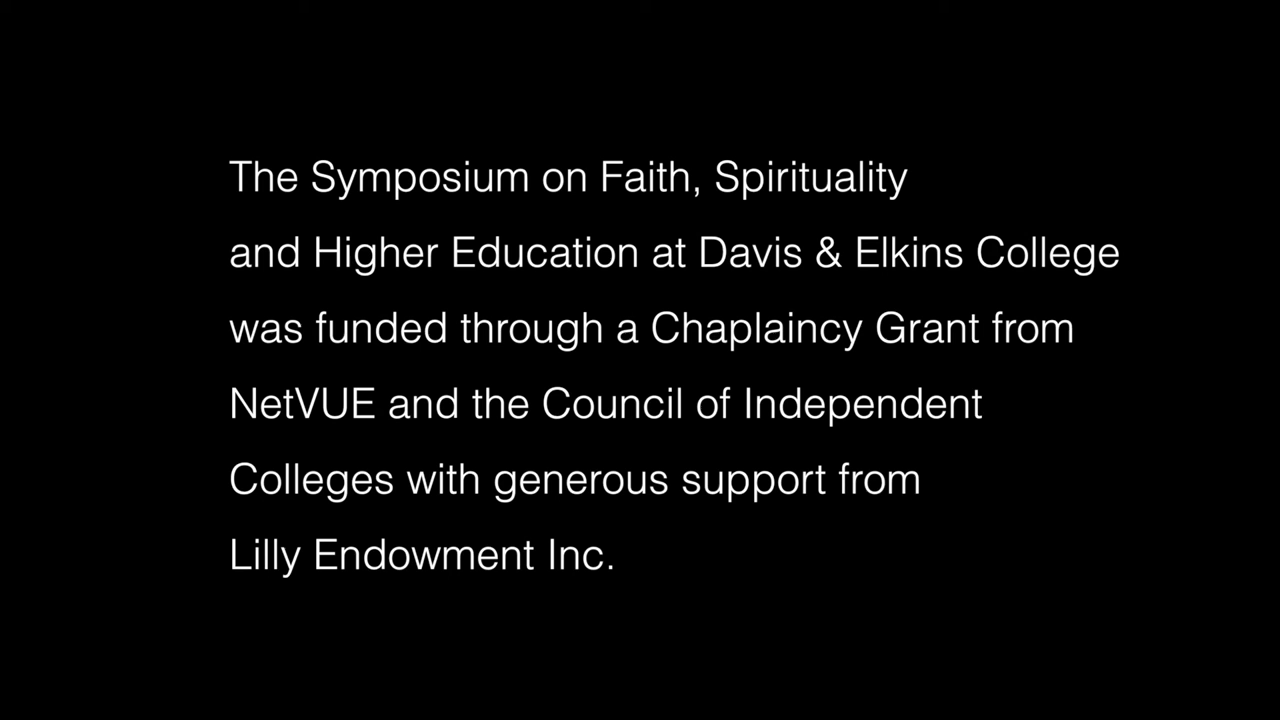 The Symposium on Faith, Spirituality
and Higher Education at Davis & Elkins College
was funded through a Chaplaincy Grant from
NetVUE and the Council of Independent
Colleges with generous support from
Lilly Endowment Inc.